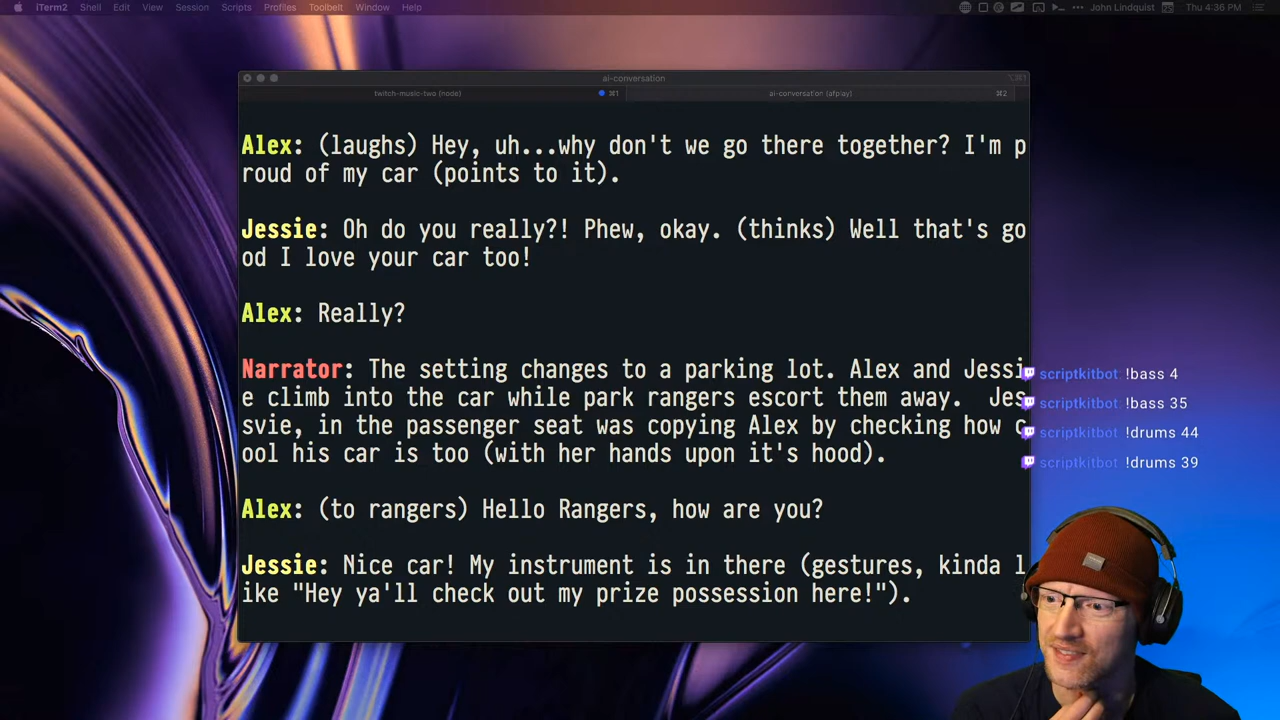 iTerm2 Shell Edit View Session Scripts Profiles Toolbelt Window Help John Lindquist Thu 4:36 PM
ai-conversation ⌥⌘1
twitch-music-two (node) ⌘1 ai-conversation (afplay) ⌘2
Alex: (laughs) Hey, uh...why don't we go there together? I'm p
roud of my car (points to it).
Jessie: Oh do you really?! Phew, okay. (thinks) Well that's go
od I love your car too!
Alex: Really?
Narrator: The setting changes to a parking lot. Alex and Jessi
e climb into the car while park rangers escort them away.  Jes
svie, in the passenger seat was copying Alex by checking how c
ool his car is too (with her hands upon it's hood).
Alex: (to rangers) Hello Rangers, how are you?
Jessie: Nice car! My instrument is in there (gestures, kinda l
ike "Hey ya'll check out my prize possession here!").
scriptkitbot: !bass 4
scriptkitbot: !bass 35
scriptkitbot: !drums 44
scriptkitbot: !drums 39